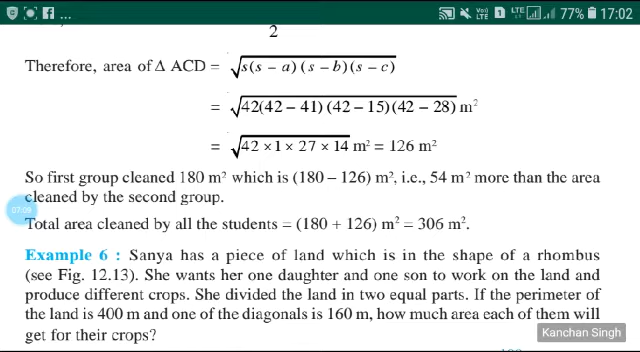 ... 77% 17:02
2
Therefore, area of Δ ACD = √s(s – a) (s – b)(s – c)
= √42(42 – 41) (42 – 15)(42 – 28) m²
= √42 × 1 × 27 × 14 m² = 126 m²
So first group cleaned 180 m² which is (180 – 126) m², i.e., 54 m² more than the area
cleaned by the second group.
Total area cleaned by all the students = (180 + 126) m² = 306 m².
Example 6 : Sanya has a piece of land which is in the shape of a rhombus
(see Fig. 12.13). She wants her one daughter and one son to work on the land and
produce different crops. She divided the land in two equal parts. If the perimeter of
the land is 400 m and one of the diagonals is 160 m, how much area each of them will
get for their crops?
Kanchan Singh